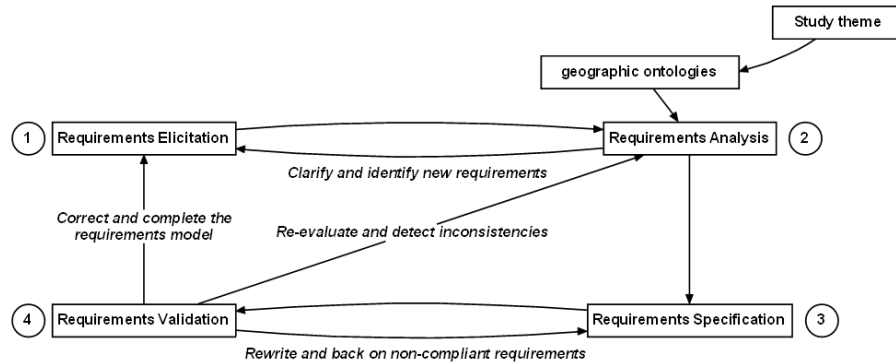 Study theme
geographic ontologies
1
Requirements Elicitation
Requirements Analysis
2
Clarify and identify new requirements
Correct and complete the
requirements model
Re-evaluate and detect inconsistencies
4
Requirements Validation
Requirements Specification
3
Rewrite and back on non-compliant requirements